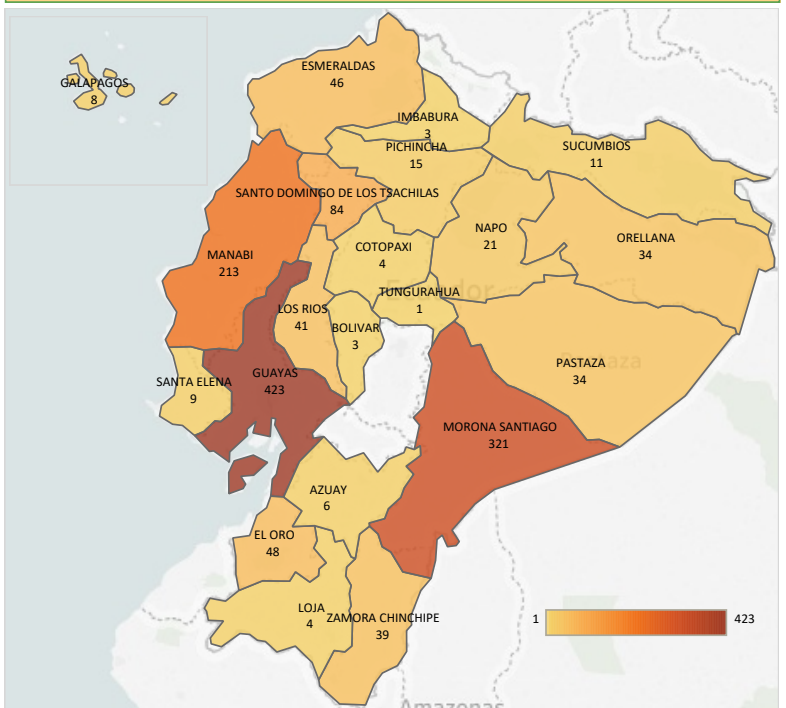 ESMERALDAS
46
GALAPAGOS
8
IMBABURA
3
PICHINCHA
15
SUCUMBIOS
11
SANTO DOMINGO DE LOS TSACHILAS
84
NAPO
21
ORELLANA
34
MANABI
213
COTOPAXI
4
TUNGURAHUA
1
LOS RIOS
41
BOLIVAR
3
PASTAZA
34
SANTA ELENA
9
GUAYAS
423
MORONA SANTIAGO
321
AZUAY
6
EL ORO
48
LOJA
4
ZAMORA CHINCHIPE
39
1
423
Amazonas